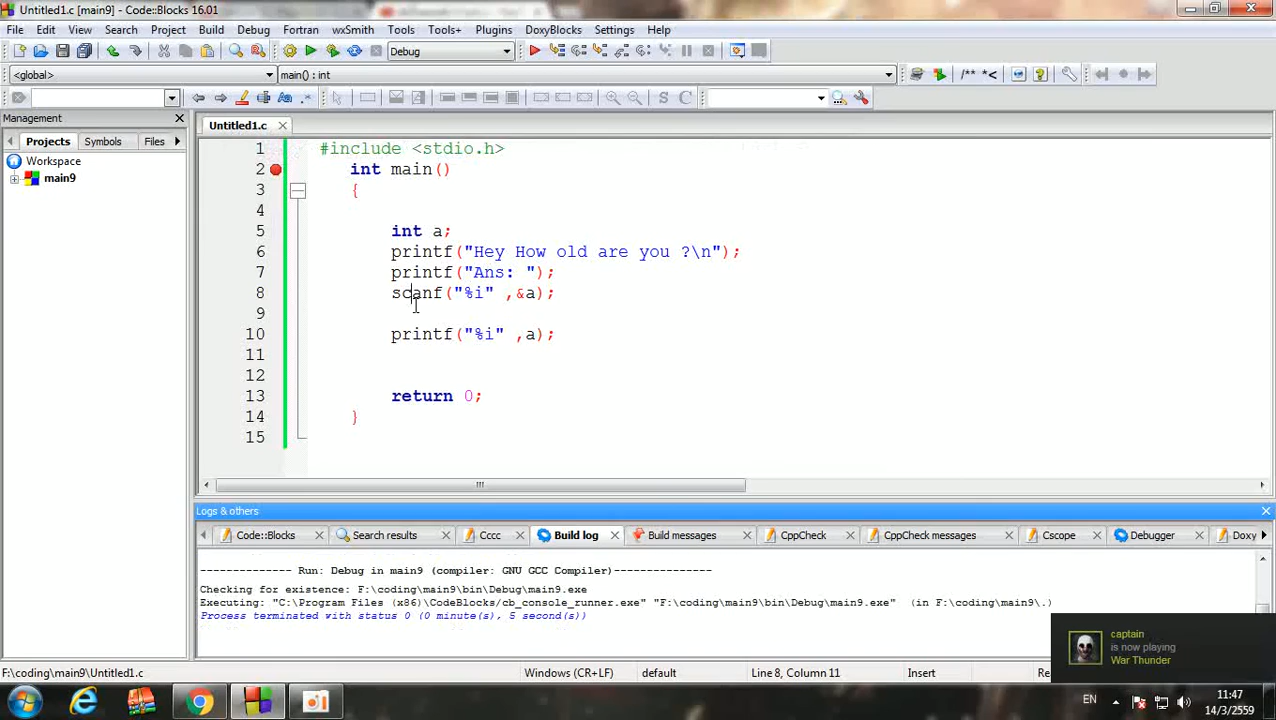 Untitled1.c [main9] - Code::Blocks 16.01
File Edit View Search Project Build Debug Fortran wxSmith Tools Tools+ Plugins DoxyBlocks Settings Help
Debug
<global> main() : int
/** *<
Aa S C
Management
Untitled1.c
Projects Symbols Files
Workspace
main9
1 #include <stdio.h>
2 int main()
3 {
4
5 int a;
6 printf("Hey How old are you ?\n");
7 printf("Ans: ");
8 scanf("%i" ,&a);
9
10 printf("%i" ,a);
11
12
13 return 0;
14 }
15
Logs & others
Code::Blocks Search results Cccc Build log Build messages CppCheck CppCheck messages Cscope Debugger Doxy
-------------- Run: Debug in main9 (compiler: GNU GCC Compiler)---------------
Checking for existence: F:\coding\main9\bin\Debug\main9.exe
Executing: "C:\Program Files (x86)\CodeBlocks/cb_console_runner.exe" "F:\coding\main9\bin\Debug\main9.exe" (in F:\coding\main9\.)
Process terminated with status 0 (0 minute(s), 5 second(s))
captain
is now playing
War Thunder
F:\coding\main9\Untitled1.c Windows (CR+LF) default Line 8, Column 11 Insert Re
EN 11:47
14/3/2559